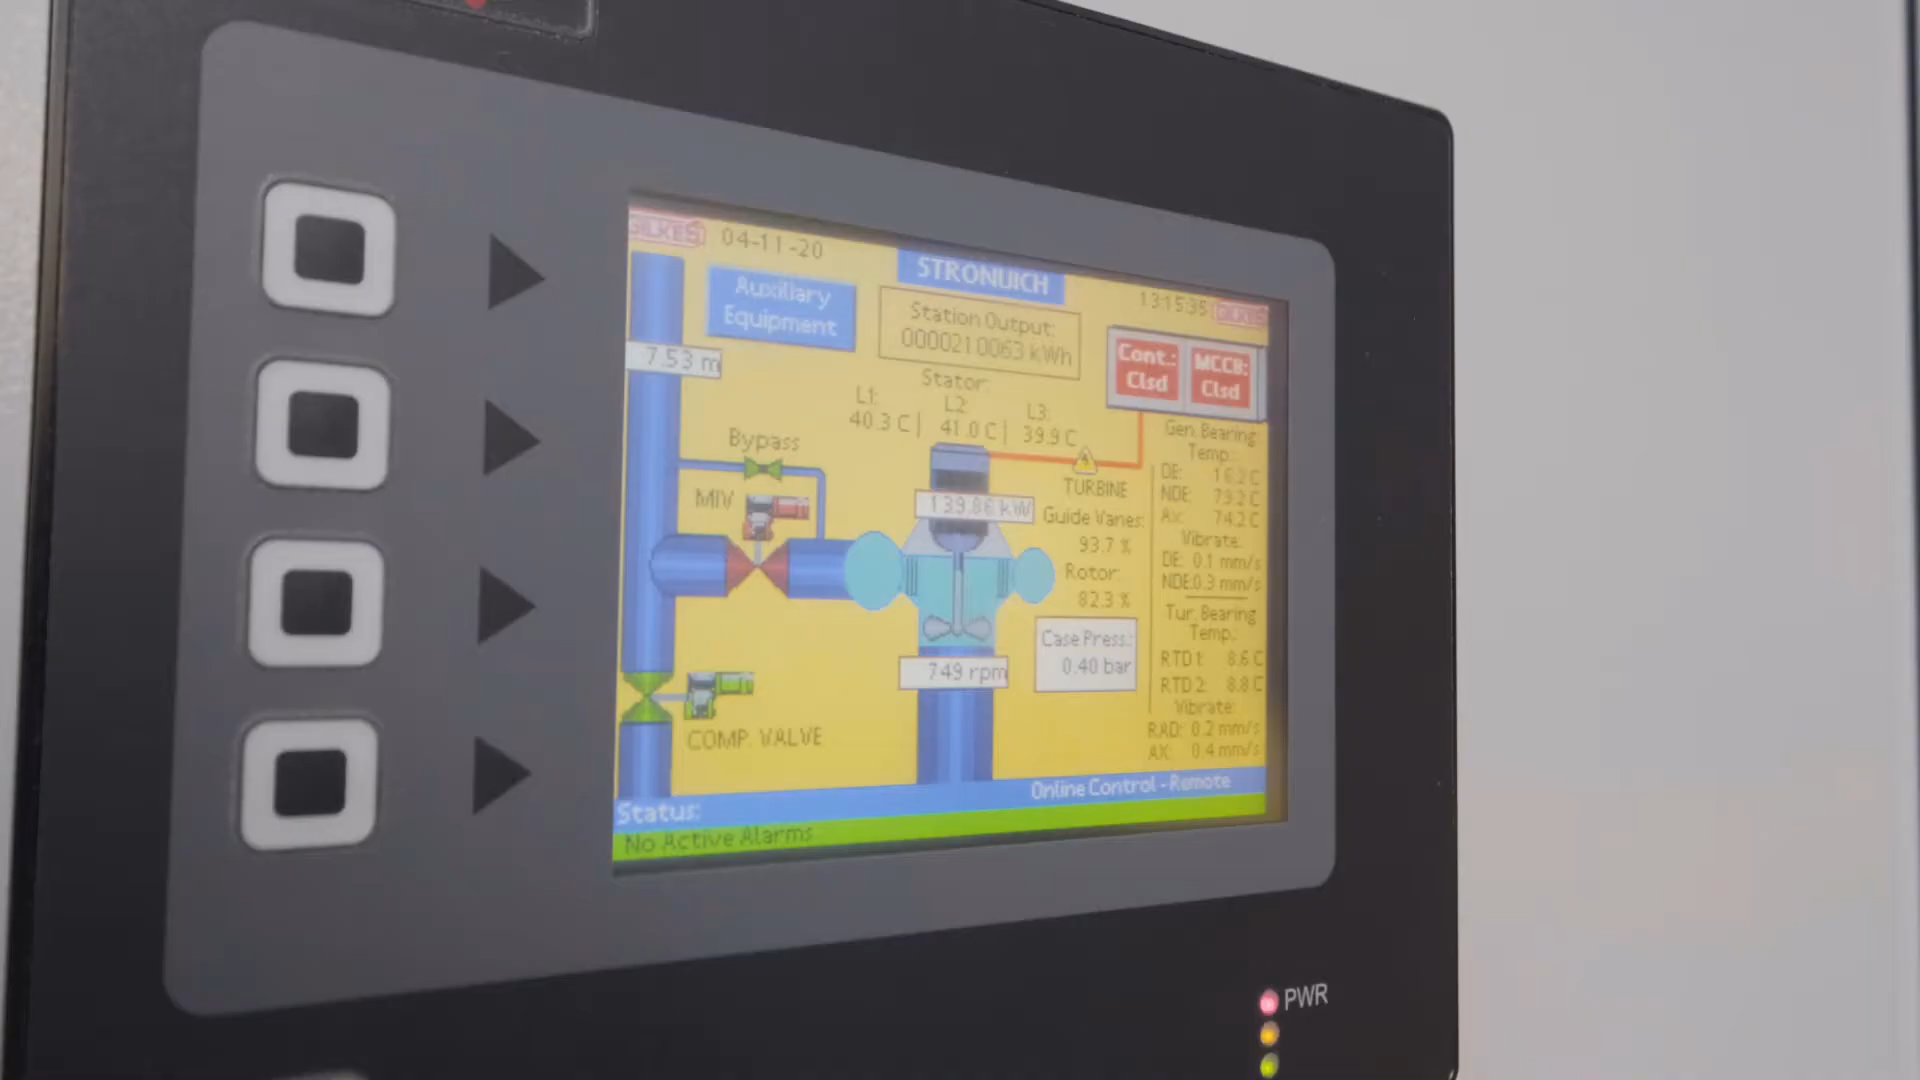 GILKES 04-11-20
STRONUICH
13:15:35 GILKES
Auxiliary
Equipment
Station Output:
000021.0063 kWh
Cont.:
Clsd
MCCB:
Clsd
7.53 m
Stator:
L1: L2: L3:
40.3 C | 41.0 C | 39.9 C
Bypass
MIV
139.86 kW
TURBINE
Guide Vanes:
93.7 %
Rotor:
82.3 %
Case Press.:
0.40 bar
749 rpm
COMP. VALVE
Gen. Bearing
Temp.:
DE: 16.2 C
NDE: 73.2 C
AV: 74.2 C
Vibrate:
DE: 0.1 mm/s
NDE:0.3 mm/s
Tur. Bearing
Temp.:
RTD 1: 8.6 C
RTD 2: 8.8 C
Vibrate:
RAD: 0.2 mm/s
AX: 0.4 mm/s
Online Control - Remote
Status:
No Active Alarms
PWR